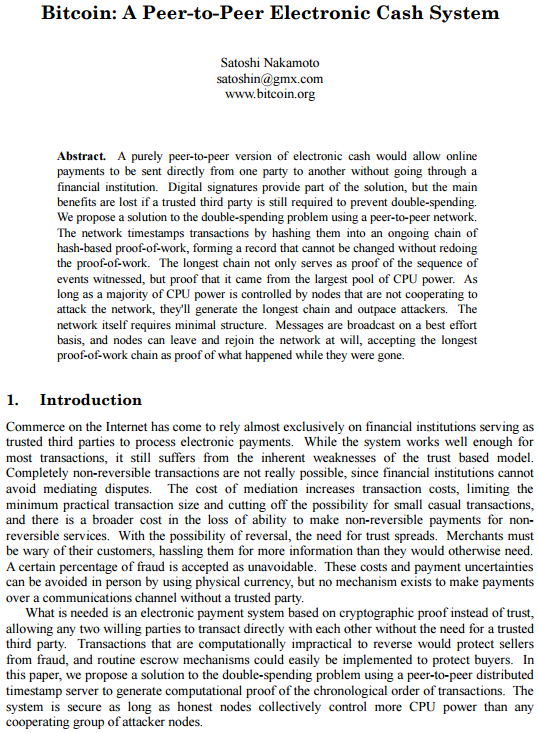 Bitcoin: A Peer-to-Peer Electronic Cash System
Satoshi Nakamoto
satoshin@gmx.com
www.bitcoin.org
Abstract. A purely peer-to-peer version of electronic cash would allow online
payments to be sent directly from one party to another without going through a
financial institution. Digital signatures provide part of the solution, but the main
benefits are lost if a trusted third party is still required to prevent double-spending.
We propose a solution to the double-spending problem using a peer-to-peer network.
The network timestamps transactions by hashing them into an ongoing chain of
hash-based proof-of-work, forming a record that cannot be changed without redoing
the proof-of-work. The longest chain not only serves as proof of the sequence of
events witnessed, but proof that it came from the largest pool of CPU power. As
long as a majority of CPU power is controlled by nodes that are not cooperating to
attack the network, they'll generate the longest chain and outpace attackers. The
network itself requires minimal structure. Messages are broadcast on a best effort
basis, and nodes can leave and rejoin the network at will, accepting the longest
proof-of-work chain as proof of what happened while they were gone.
1. Introduction
Commerce on the Internet has come to rely almost exclusively on financial institutions serving as
trusted third parties to process electronic payments. While the system works well enough for
most transactions, it still suffers from the inherent weaknesses of the trust based model.
Completely non-reversible transactions are not really possible, since financial institutions cannot
avoid mediating disputes. The cost of mediation increases transaction costs, limiting the
minimum practical transaction size and cutting off the possibility for small casual transactions,
and there is a broader cost in the loss of ability to make non-reversible payments for non-
reversible services. With the possibility of reversal, the need for trust spreads. Merchants must
be wary of their customers, hassling them for more information than they would otherwise need.
A certain percentage of fraud is accepted as unavoidable. These costs and payment uncertainties
can be avoided in person by using physical currency, but no mechanism exists to make payments
over a communications channel without a trusted party.
What is needed is an electronic payment system based on cryptographic proof instead of trust,
allowing any two willing parties to transact directly with each other without the need for a trusted
third party. Transactions that are computationally impractical to reverse would protect sellers
from fraud, and routine escrow mechanisms could easily be implemented to protect buyers. In
this paper, we propose a solution to the double-spending problem using a peer-to-peer distributed
timestamp server to generate computational proof of the chronological order of transactions. The
system is secure as long as honest nodes collectively control more CPU power than any
cooperating group of attacker nodes.